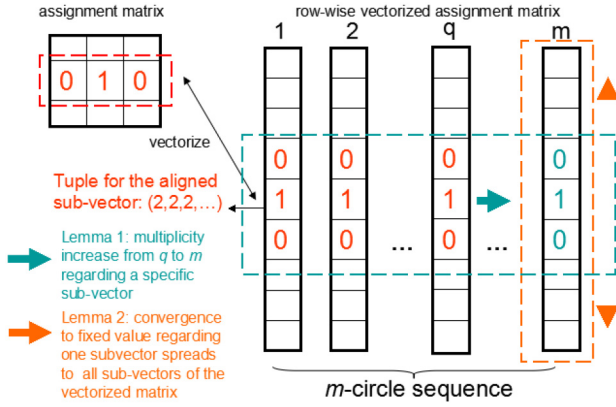 assignment matrix
row-wise vectorized assignment matrix
1 2 q m
0 1 0
vectorize
0 0 0 0
1 1 1 1
0 0 0 0
... ...
Tuple for the aligned
sub-vector: (2,2,2,...)
Lemma 1: multiplicity
increase from q to m
regarding a specific
sub-vector
Lemma 2: convergence
to fixed value regarding
one subvector spreads
to all sub-vectors of the
vectorized matrix
m-circle sequence